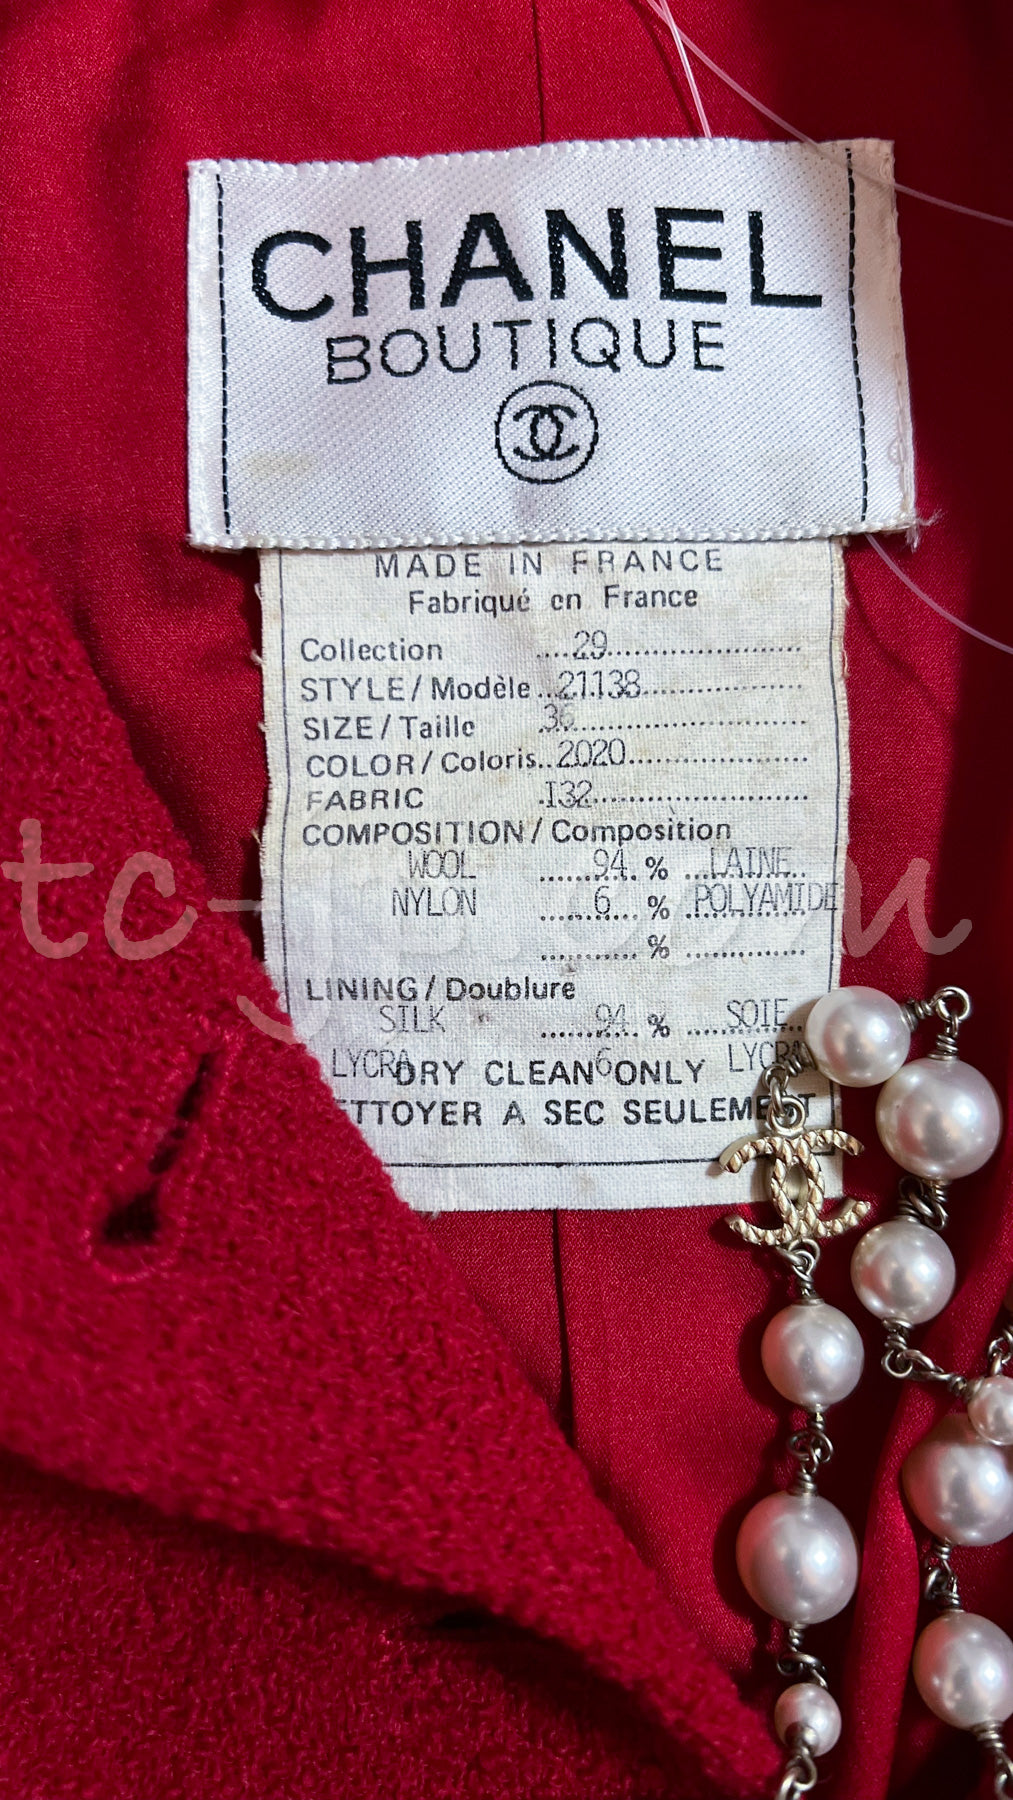 CHANEL
BOUTIQUE
MADE IN FRANCE
Fabriqué en France
Collection ....29......................
STYLE/Modèle ..21138....................
SIZE/Taille .36........................
COLOR/Coloris..2020.....................
FABRIC .132.........................
COMPOSITION/Composition
WOOL ......94. % ...LAINE..
NYLON ......6.... % .POLYAMIDE
............ % ..............
LINING/Doublure
SILK ......94. % .....SOIE..
LYCRA 6 LYCRA
DRY CLEAN ONLY
ETTOYER A SEC SEULEMENT